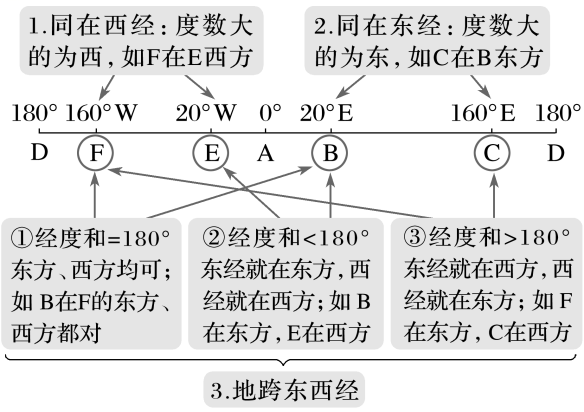 1.同在西经：度数大
的为西，如F在E西方
2.同在东经：度数大
的为东，如C在B东方
180° 160°W 20°W 0° 20°E 160°E 180°
D F E A B C D
①经度和=180°
东方、西方均可；
如 B在F的东方、
西方都对
②经度和<180°
东经就在东方，西
经就在西方；如 B
在东方，E在西方
③经度和>180°
东经就在西方，西
经就在东方；如 F
在东方，C在西方
3.地跨东西经